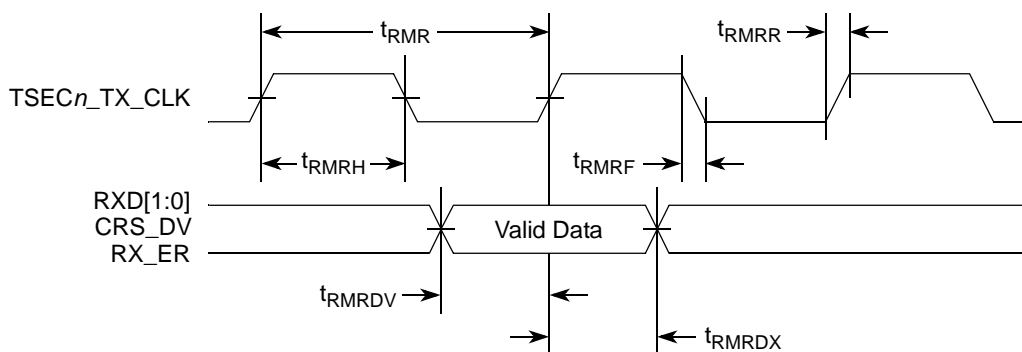 tRMR
tRMRR
TSECn_TX_CLK
tRMRH
tRMRF
RXD[1:0]
CRS_DV
RX_ER
Valid Data
tRMRDV
tRMRDX